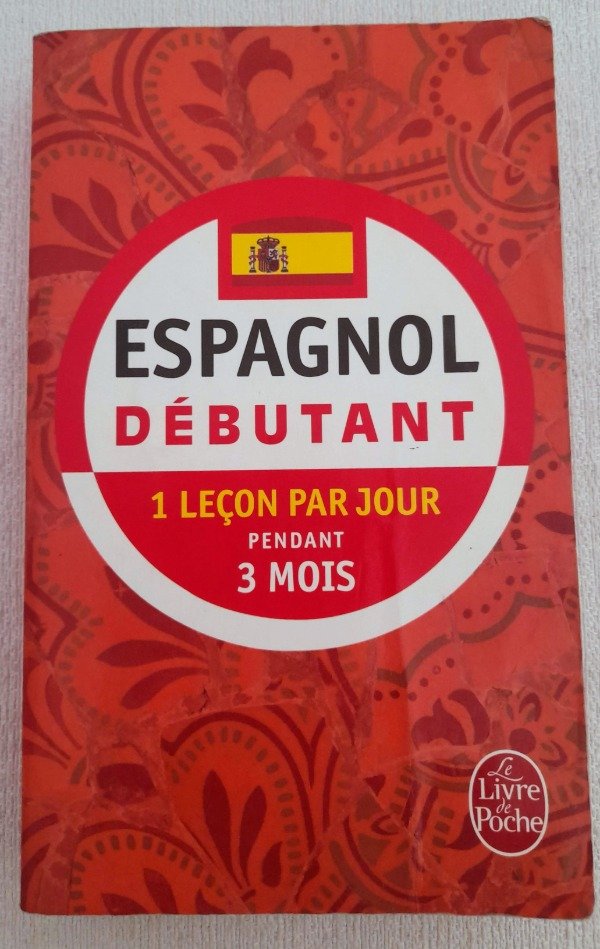 ESPAGNOL
DÉBUTANT
1 LEÇON PAR JOUR
PENDANT
3 MOIS
Le
Livre
de
Poche